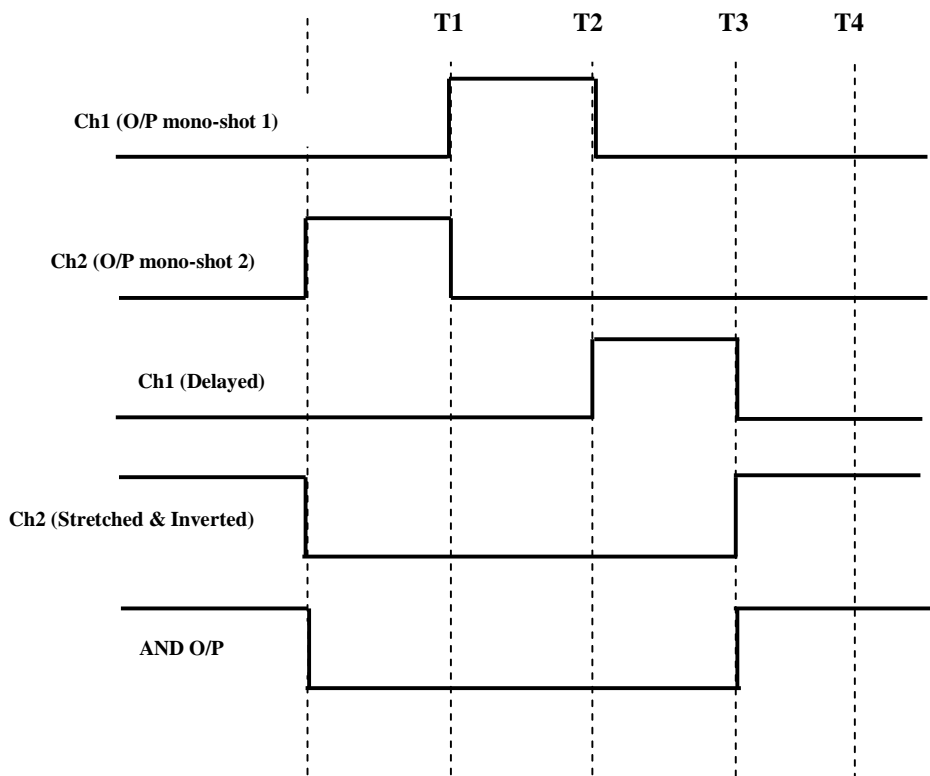 T1 T2 T3 T4
Ch1 (O/P mono-shot 1)
Ch2 (O/P mono-shot 2)
Ch1 (Delayed)
Ch2 (Stretched & Inverted)
AND O/P